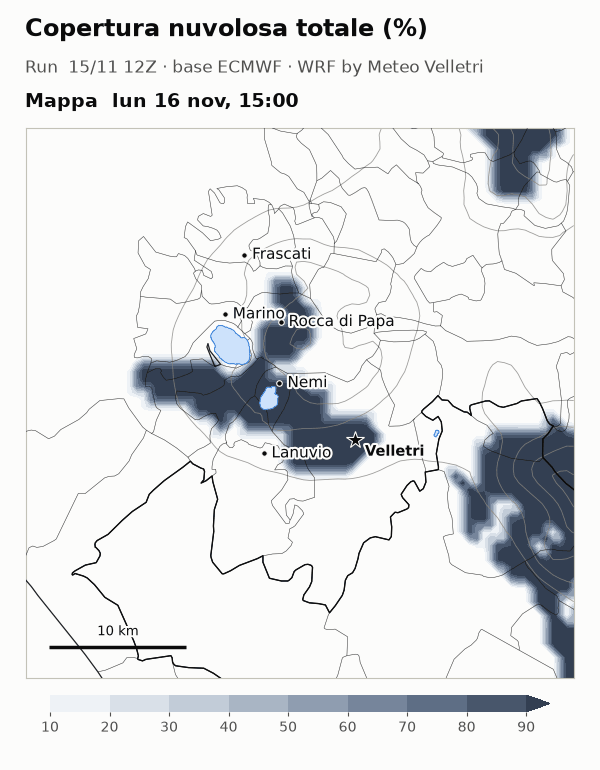 Copertura nuvolosa totale (%)
Run  15/11 12Z · base ECMWF · WRF by Meteo Velletri
Mappa  lun 16 nov, 15:00
Frascati
Marino
Rocca di Papa
Nemi
Velletri
Lanuvio
10 km
10 20 30 40 50 60 70 80 90